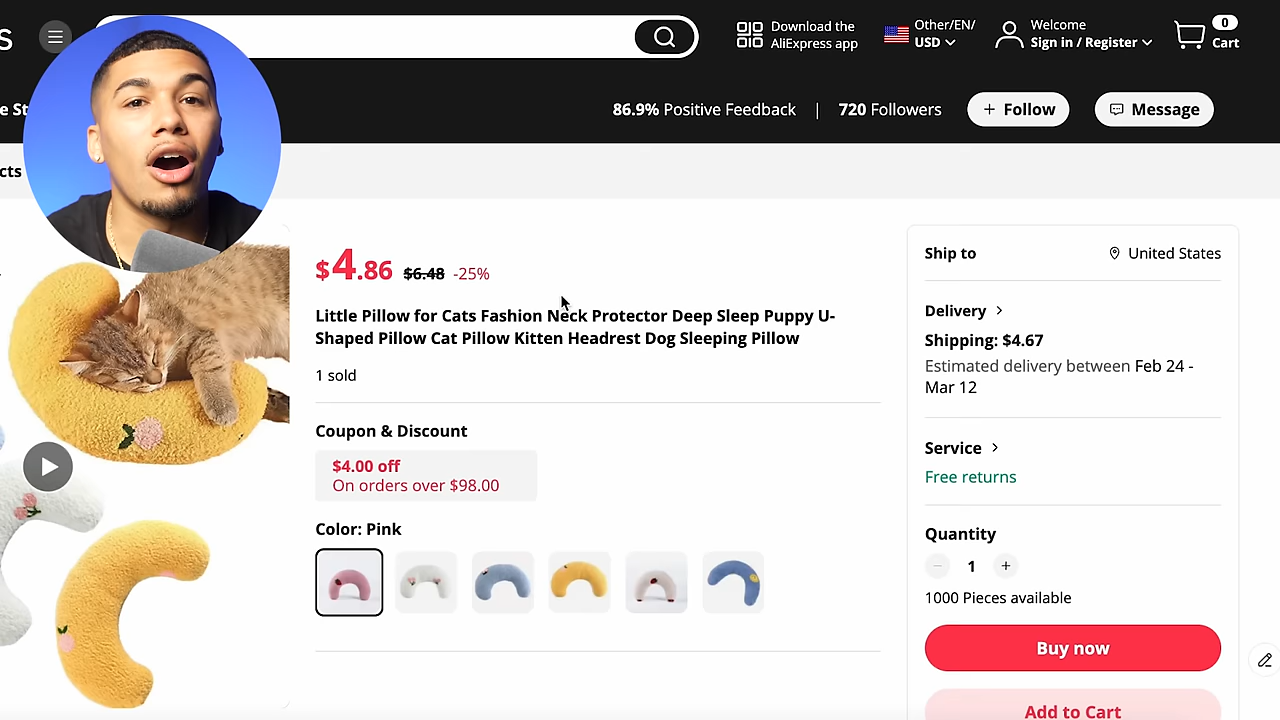 s
Download the
AliExpress app
Other/EN/
USD
Welcome
Sign in / Register
0
Cart
e St
86.9% Positive Feedback | 720 Followers
+ Follow
Message
cts
$4.86 $6.48 -25%
Little Pillow for Cats Fashion Neck Protector Deep Sleep Puppy U-
Shaped Pillow Cat Pillow Kitten Headrest Dog Sleeping Pillow
1 sold
Coupon & Discount
$4.00 off
On orders over $98.00
Color: Pink
Ship to
United States
Delivery
Shipping: $4.67
Estimated delivery between Feb 24 -
Mar 12
Service
Free returns
Quantity
1
1000 Pieces available
Buy now
Add to Cart